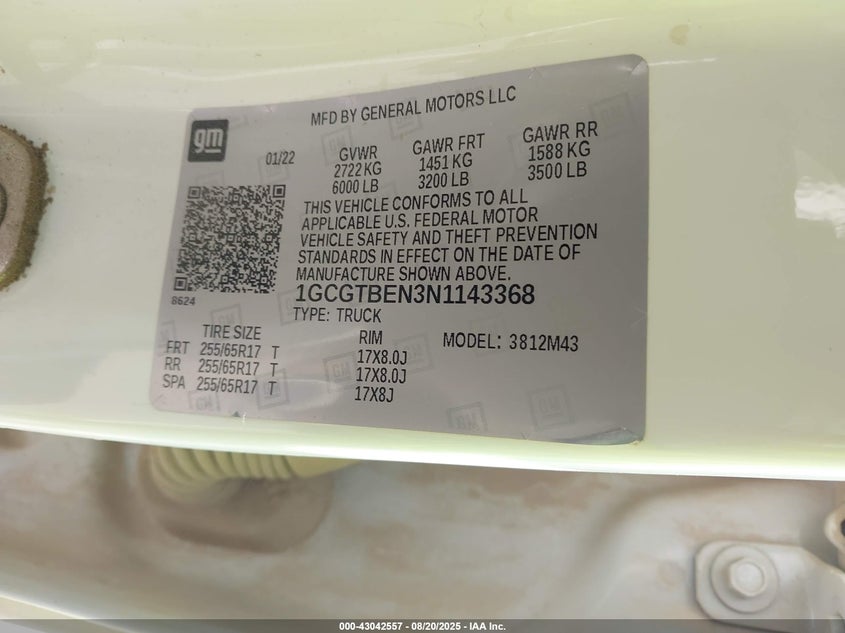 MFD BY GENERAL MOTORS LLC
gm
01/22
GVWR GAWR FRT GAWR RR
2722 KG 1451 KG 1588 KG
6000 LB 3200 LB 3500 LB
THIS VEHICLE CONFORMS TO ALL
APPLICABLE U.S. FEDERAL MOTOR
VEHICLE SAFETY AND THEFT PREVENTION
STANDARDS IN EFFECT ON THE DATE OF
MANUFACTURE SHOWN ABOVE.
8624
1GCGTBEN3N1143368
TYPE: TRUCK
TIRE SIZE RIM MODEL: 3812M43
FRT 255/65R17 T 17X8.0J
RR 255/65R17 T 17X8.0J
SPA 255/65R17 T 17X8J
000-43042557 | 08/20/2025 - IAA Inc.